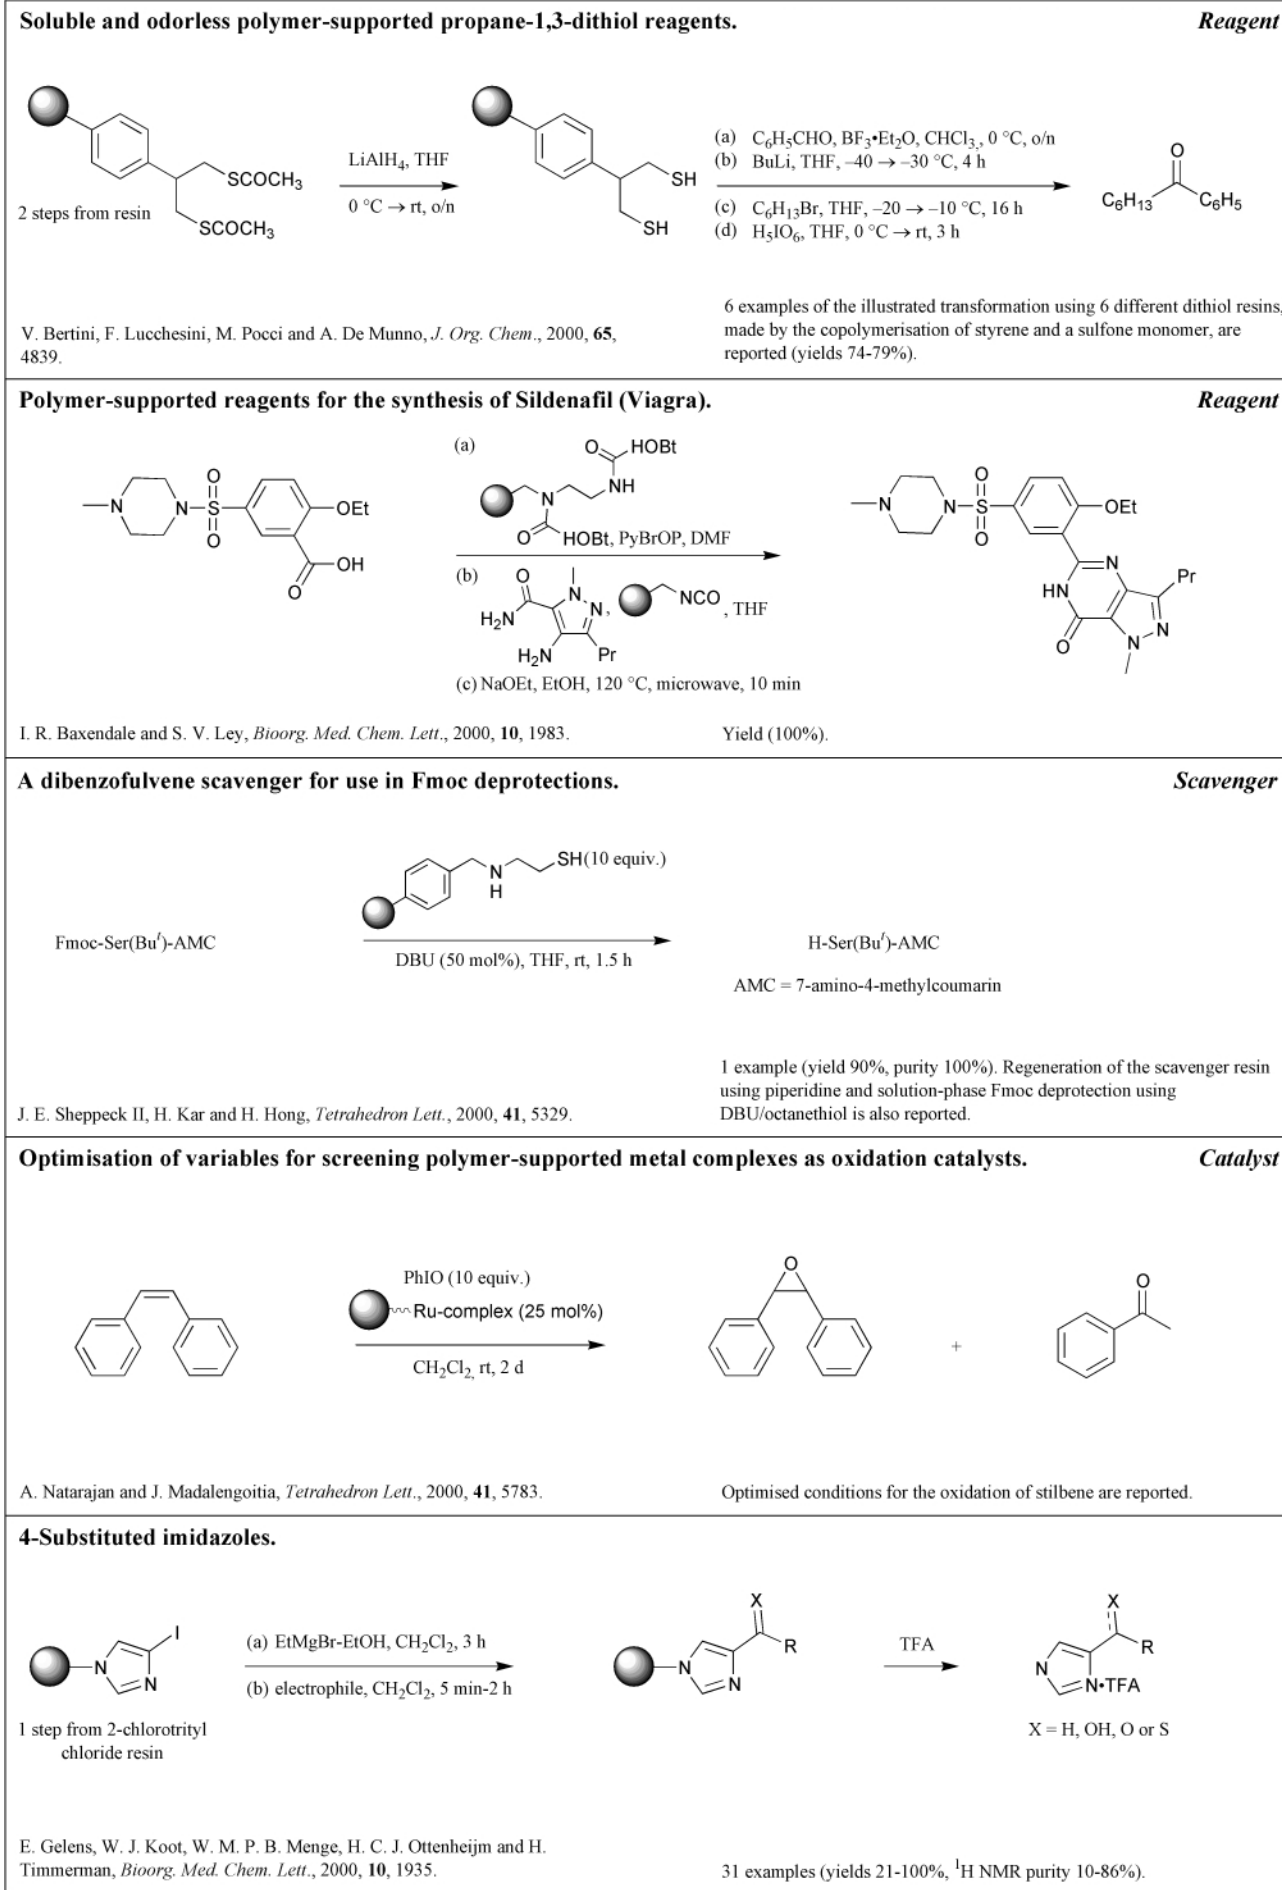 Soluble and odorless polymer-supported propane-1,3-dithiol reagents. Reagent
SCOCH3
SCOCH3
2 steps from resin
LiAlH4, THF
0 °C → rt, o/n
SH
SH
(a) C6H5CHO, BF3•Et2O, CHCl3, 0 °C, o/n
(b) BuLi, THF, –40 → –30 °C, 4 h
(c) C6H13Br, THF, –20 → –10 °C, 16 h
(d) H5IO6, THF, 0 °C → rt, 3 h
O
C6H13 C6H5
6 examples of the illustrated transformation using 6 different dithiol resins,
made by the copolymerisation of styrene and a sulfone monomer, are
reported (yields 74-79%).
V. Bertini, F. Lucchesini, M. Pocci and A. De Munno, J. Org. Chem., 2000, 65,
4839.
Polymer-supported reagents for the synthesis of Sildenafil (Viagra). Reagent
N N S O O OEt
OH
O
(a)
O HOBt
NH
N
O HOBt, PyBrOP, DMF
(b)
O N N, NCO , THF
H2N
H2N Pr
(c) NaOEt, EtOH, 120 °C, microwave, 10 min
N N S O O OEt
N Pr
HN
O N N
I. R. Baxendale and S. V. Ley, Bioorg. Med. Chem. Lett., 2000, 10, 1983.
Yield (100%).
A dibenzofulvene scavenger for use in Fmoc deprotections. Scavenger
Fmoc-Ser(But)-AMC
SH(10 equiv.)
N
H
DBU (50 mol%), THF, rt, 1.5 h
H-Ser(But)-AMC
AMC = 7-amino-4-methylcoumarin
1 example (yield 90%, purity 100%). Regeneration of the scavenger resin
using piperidine and solution-phase Fmoc deprotection using
DBU/octanethiol is also reported.
J. E. Sheppeck II, H. Kar and H. Hong, Tetrahedron Lett., 2000, 41, 5329.
Optimisation of variables for screening polymer-supported metal complexes as oxidation catalysts. Catalyst
PhIO (10 equiv.)
Ru-complex (25 mol%)
CH2Cl2, rt, 2 d
O
+
O
A. Natarajan and J. Madalengoitia, Tetrahedron Lett., 2000, 41, 5783.
Optimised conditions for the oxidation of stilbene are reported.
4-Substituted imidazoles.
I
N
N
1 step from 2-chlorotrityl
chloride resin
(a) EtMgBr-EtOH, CH2Cl2, 3 h
(b) electrophile, CH2Cl2, 5 min-2 h
X
R
N
N
TFA
X
R
N
N•TFA
X = H, OH, O or S
E. Gelens, W. J. Koot, W. M. P. B. Menge, H. C. J. Ottenheijm and H.
Timmerman, Bioorg. Med. Chem. Lett., 2000, 10, 1935.
31 examples (yields 21-100%, 1H NMR purity 10-86%).